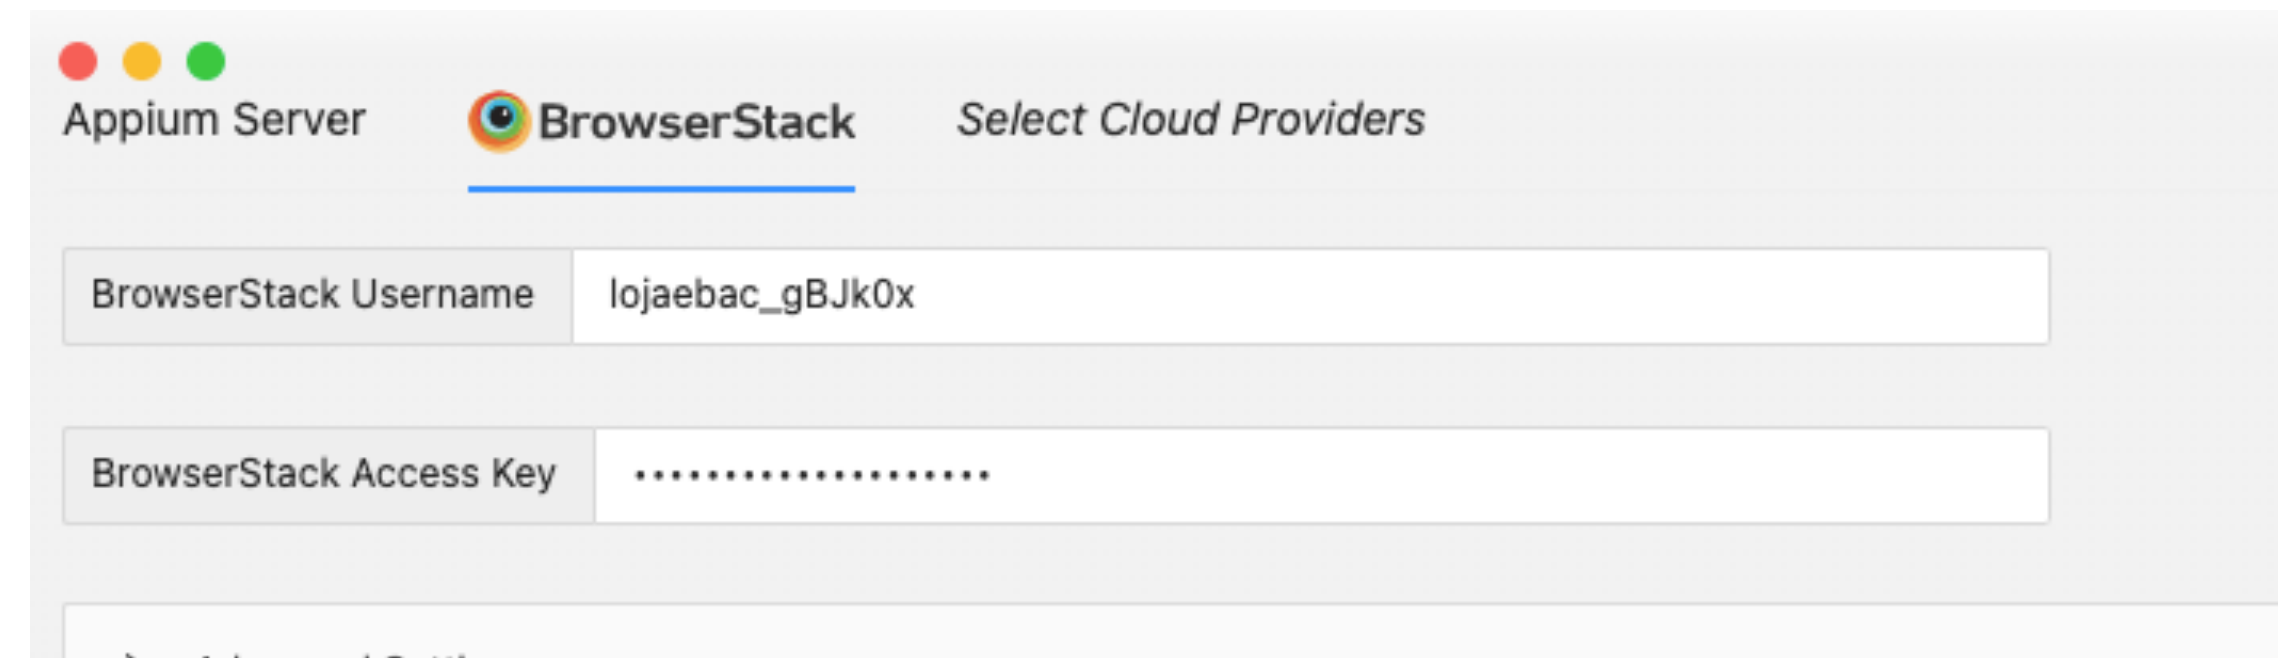 Appium Server BrowserStack Select Cloud Providers
BrowserStack Username lojaebac_gBJk0x
BrowserStack Access Key ••••••••••••••••••••